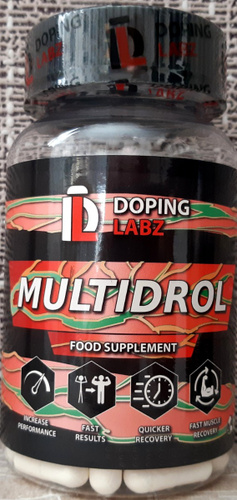 DOPING
LABZ
DOPING
LABZ
MULTIDROL
FOOD SUPPLEMENT
INCREASE
PERFORMANCE
FAST
RESULTS
QUICKER
RECOVERY
FAST MUSCLE
RECOVERY